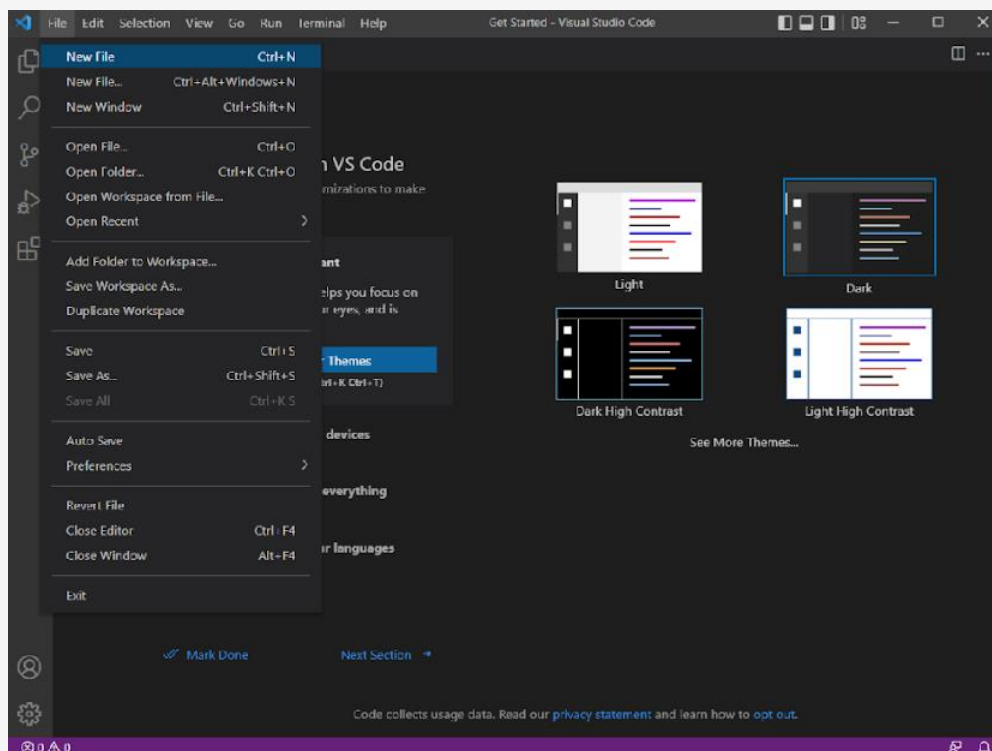 File Edit Selection View Go Run Terminal Help Get Started - Visual Studio Code
New File Ctrl+N
New File... Ctrl+Alt+Windows+N
New Window Ctrl+Shift+N
Open File... Ctrl+O
Open Folder... Ctrl+K Ctrl+O
Open Workspace from File...
Open Recent
Add Folder to Workspace...
Save Workspace As...
Duplicate Workspace
Save Ctrl+S
Save As... Ctrl+Shift+S
Save All Ctrl+K S
Auto Save
Preferences
Revert File
Close Editor Ctrl+F4
Close Window Alt+F4
Exit
VS Code
to make
elps you focus on
eyes, and is
Themes
Ctrl+T)
devices
everything
languages
Light
Dark
Dark High Contrast
Light High Contrast
See More Themes...
Mark Done
Next Section
Code collects usage data. Read our privacy statement and learn how to opt out.
0 0